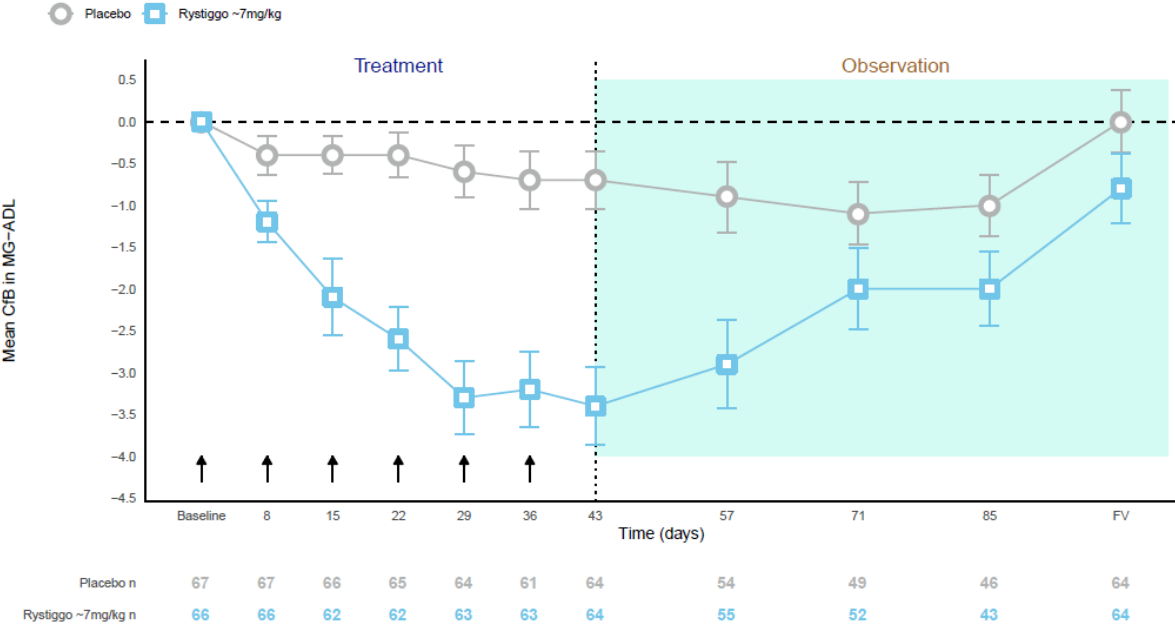 Placebo Rystiggo ~7mg/kg
Treatment Observation
Mean CfB in MG−ADL
0.5
0.0
−0.5
−1.0
−1.5
−2.0
−2.5
−3.0
−3.5
−4.0
−4.5
Baseline 8 15 22 29 36 43 57 71 85 FV
Time (days)
Placebo n 67 67 66 65 64 61 64 54 49 46 64
Rystiggo ~7mg/kg n 66 66 62 62 63 63 64 55 52 43 64